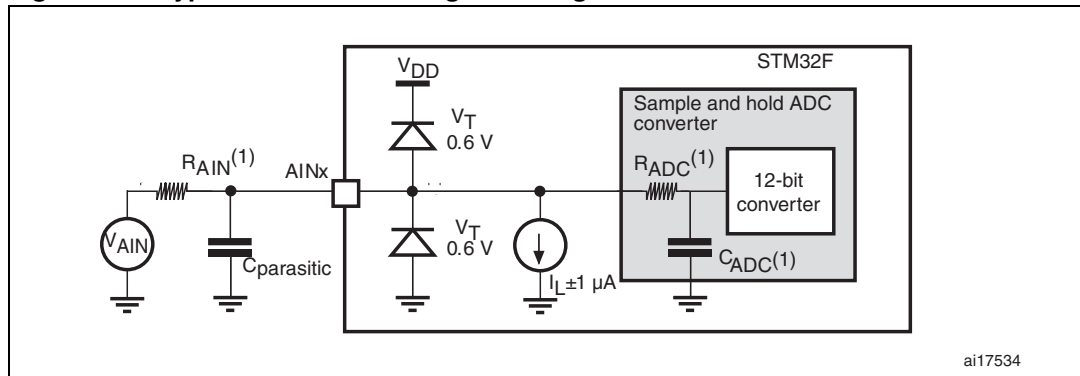 STM32F
VDD
Sample and hold ADC
converter
VT
0.6 V
RAIN(1)
AINx
RADC(1)
12-bit
converter
VT
0.6 V
VAIN
Cparasitic
IL±1 µA
CADC(1)
ai17534